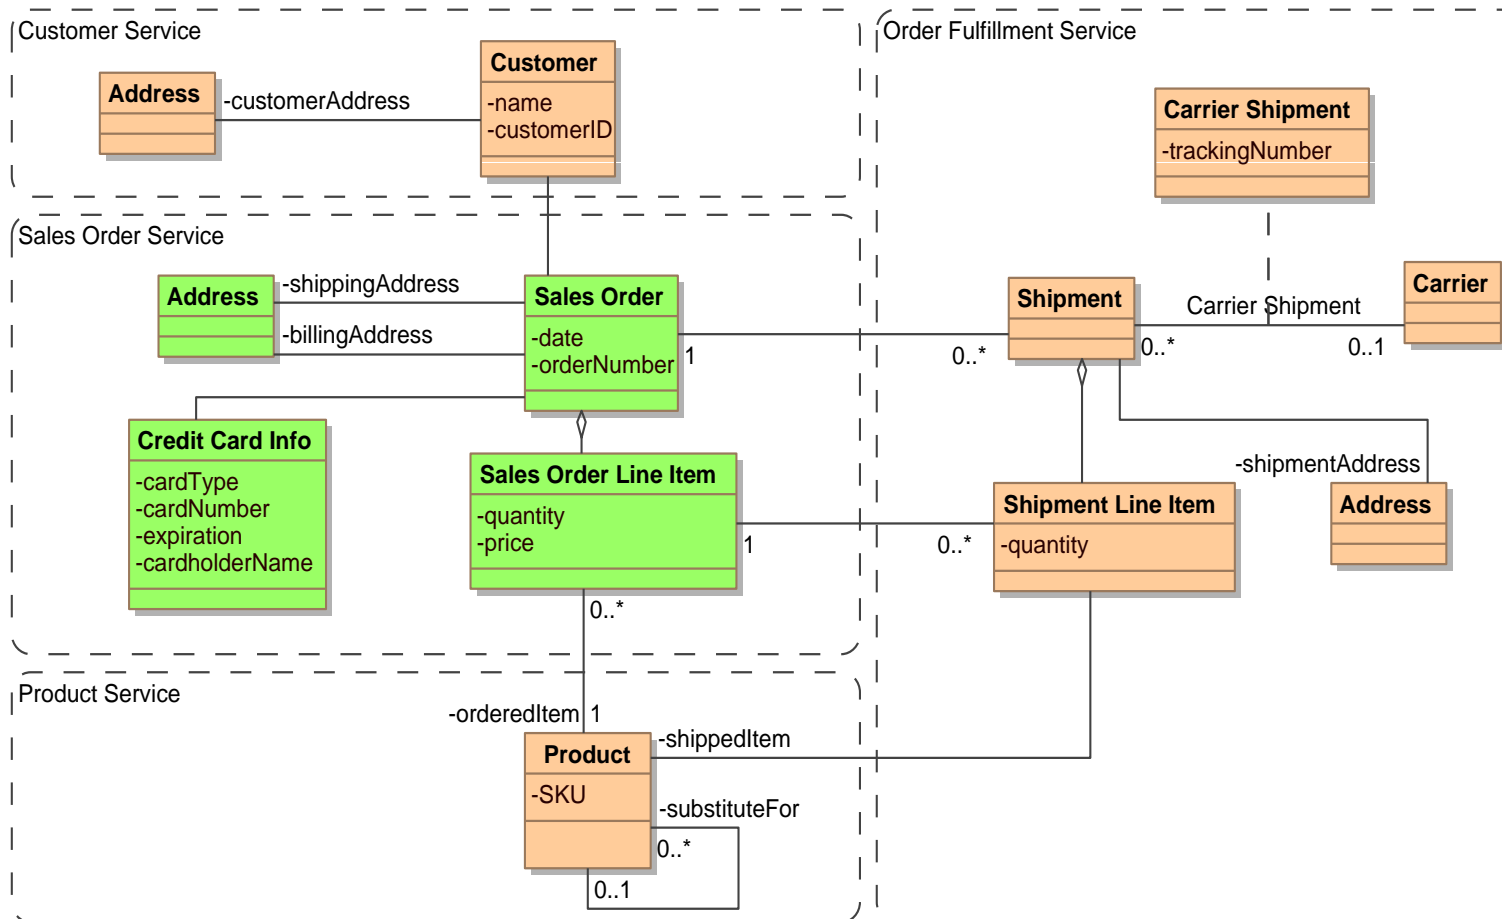 Customer Service
Customer
-name
-customerID
Address
-customerAddress
Order Fulfillment Service
Carrier Shipment
-trackingNumber
Sales Order Service
Address
-shippingAddress
-billingAddress
Sales Order
-date
-orderNumber
1
0..*
Shipment
Carrier Shipment
0..*
0..1
Carrier
Credit Card Info
-cardType
-cardNumber
-expiration
-cardholderName
Sales Order Line Item
-quantity
-price
1
0..*
0..*
Shipment Line Item
-quantity
-shipmentAddress
Address
Product Service
-orderedItem
1
Product
-SKU
-shippedItem
-substituteFor
0..*
0..1